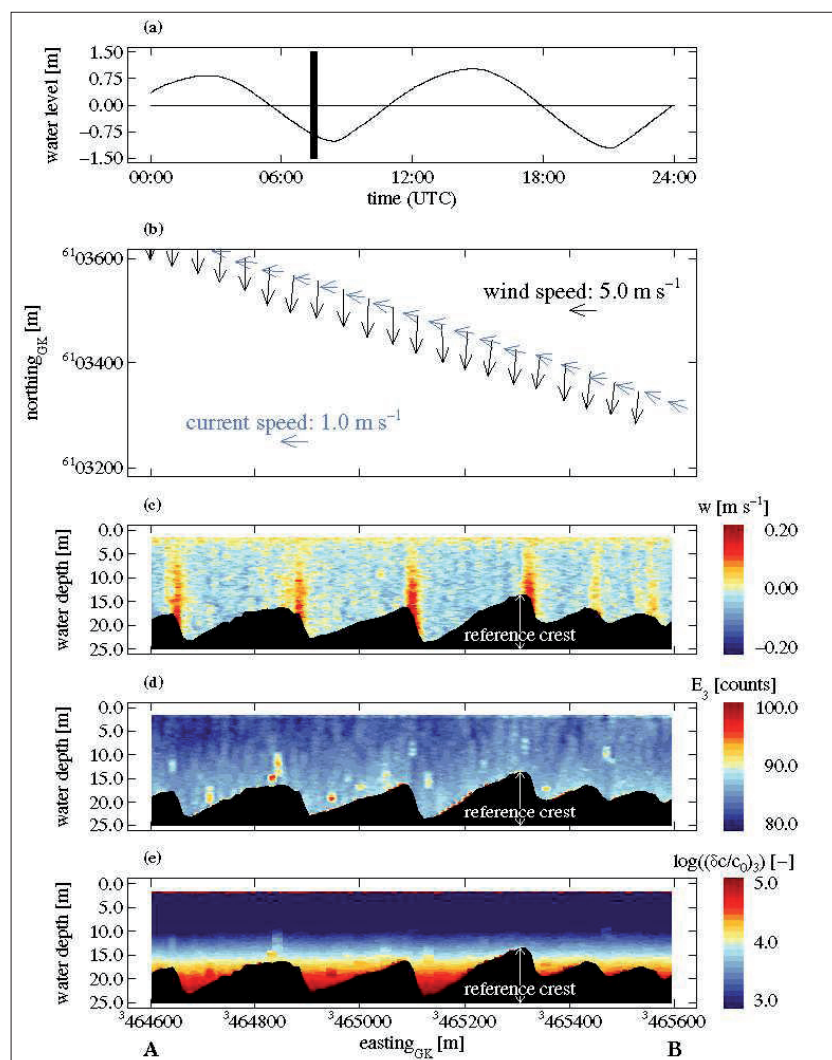 (a)
water level [m]
1.50
0.75
0.00
−0.75
−1.50
00:00 06:00 12:00 18:00 24:00
time (UTC)
(b)
northing_GK [m]
⁶¹03600
⁶¹03400
⁶¹03200
wind speed: 5.0 m s⁻¹
current speed: 1.0 m s⁻¹
(c)
w [m s⁻¹]
water depth [m]
0.0
5.0
10.0
15.0
20.0
25.0
reference crest
0.20
0.00
−0.20
(d)
E₃ [counts]
water depth [m]
0.0
5.0
10.0
15.0
20.0
25.0
reference crest
100.0
90.0
80.0
(e)
log((δc/c₀)₃) [−]
water depth [m]
0.0
5.0
10.0
15.0
20.0
25.0
reference crest
5.0
4.0
3.0
³464600 ³464800 ³465000 ³465200 ³465400 ³465600
easting_GK [m]
A B